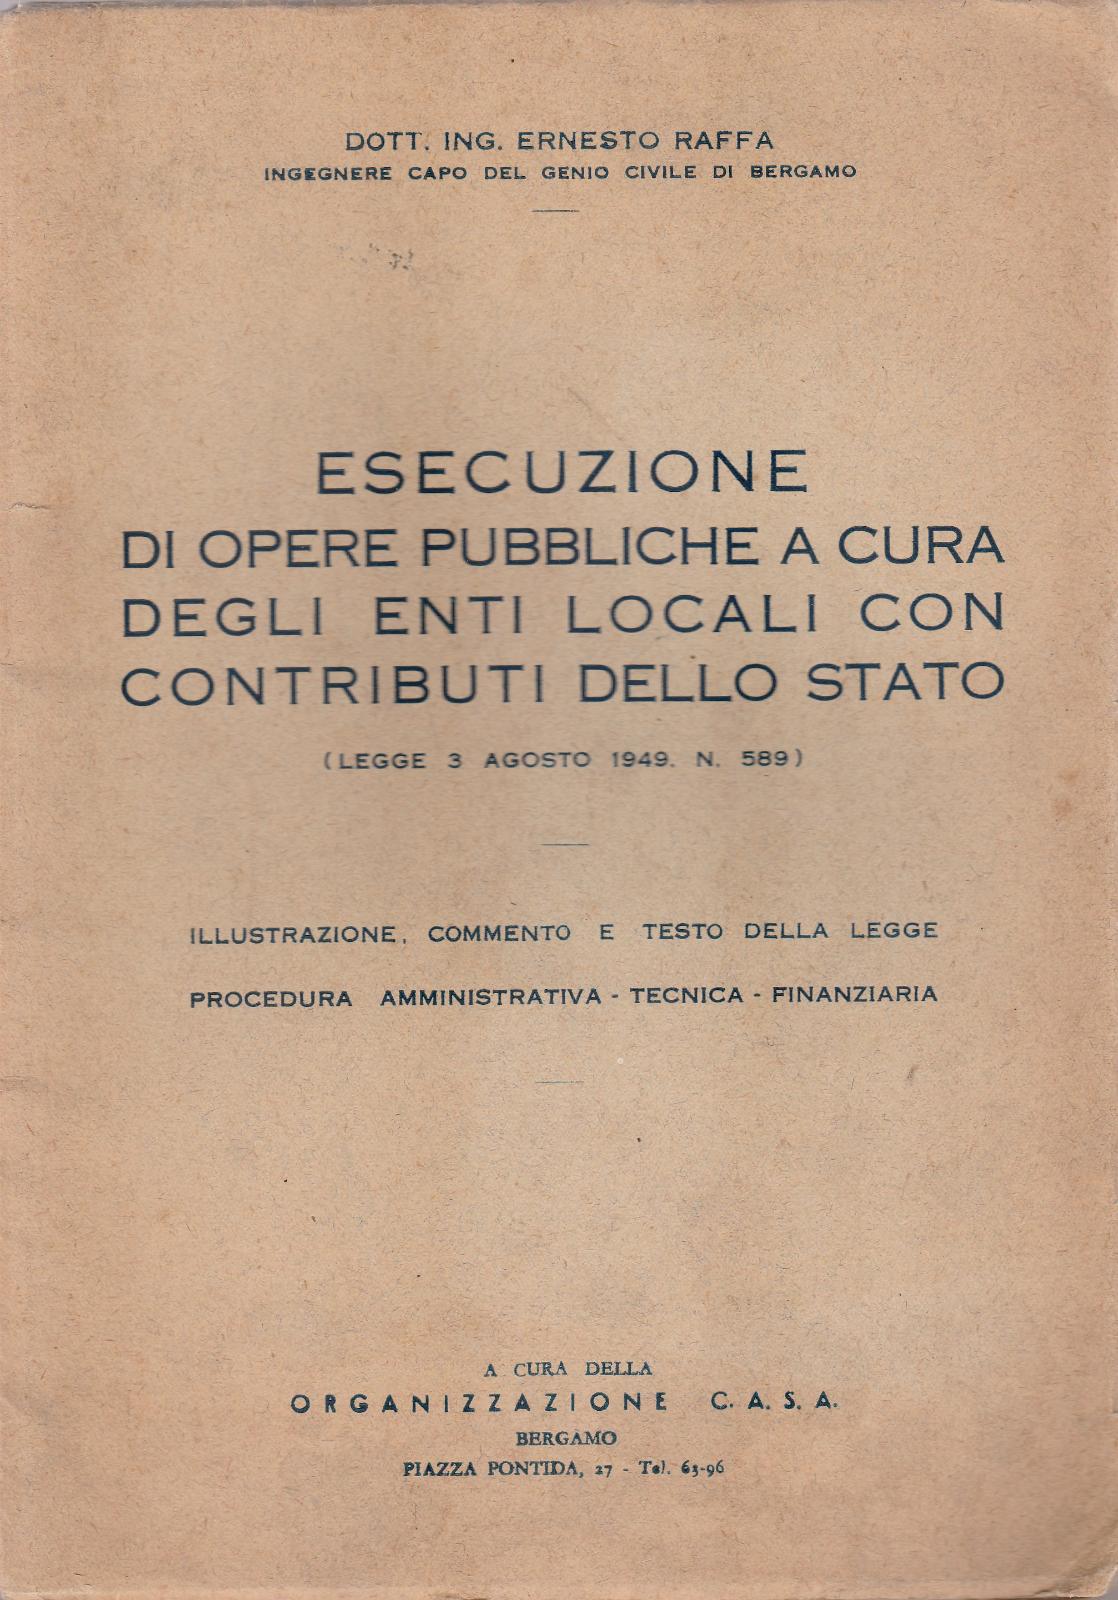 DOTT. ING. ERNESTO RAFFA
INGEGNERE CAPO DEL GENIO CIVILE DI BERGAMO
ESECUZIONE
DI OPERE PUBBLICHE A CURA
DEGLI ENTI LOCALI CON
CONTRIBUTI DELLO STATO
(LEGGE 3 AGOSTO 1949. N. 589)
ILLUSTRAZIONE, COMMENTO E TESTO DELLA LEGGE
PROCEDURA AMMINISTRATIVA - TECNICA - FINANZIARIA
A CURA DELLA
ORGANIZZAZIONE C. A. S. A.
BERGAMO
PIAZZA PONTIDA, 27 - Tel. 63-96